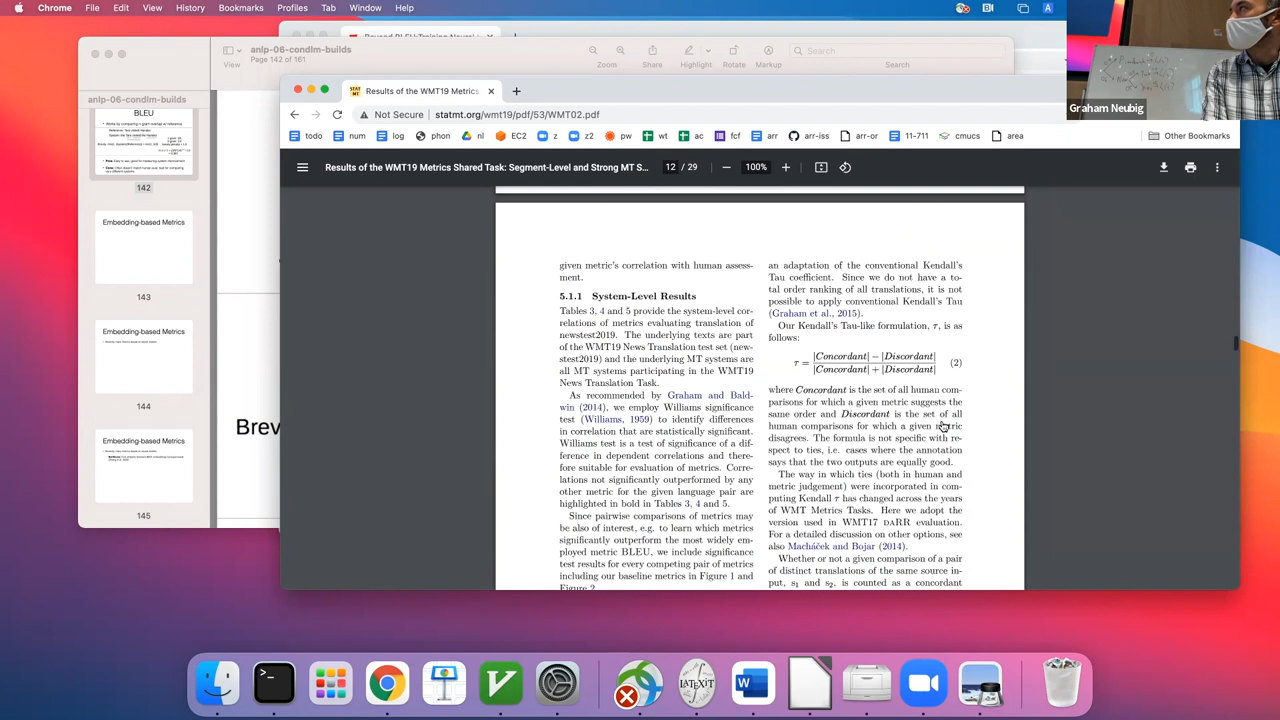 Chrome File Edit View History Bookmarks Profiles Tab Window Help
Beyond BLEU:Training Neural
anlp-06-condlm-builds
Page 142 of 161
View Zoom Share Highlight Rotate Markup Search
Search
anlp-06-condlm-builds
BLEU
142
Embedding-based Metrics
143
Embedding-based Metrics
144
Embedding-based Metrics
145
Brev
Results of the WMT19 Metrics
Not Secure statmt.org/wmt19/pdf/53/WMT02.pdf
todo num log phon nl EC2 zz pw wt ac fcf arr arr-iss arr-soft 11-711 cmucs area Other Bookmarks
Results of the WMT19 Metrics Shared Task: Segment-Level and Strong MT S... 12 / 29 100%
given metric's correlation with human assess-
ment.
5.1.1 System-Level Results
Tables 3, 4 and 5 provide the system-level cor-
relations of metrics evaluating translation of
newstest2019. The underlying texts are part
of the WMT19 News Translation test set (new-
stest2019) and the underlying MT systems are
all MT systems participating in the WMT19
News Translation Task.
As recommended by Graham and Bald-
win (2014), we employ Williams significance
test (Williams, 1959) to identify differences
in correlation that are statistically significant.
Williams test is a test of significance of a dif-
ference in dependent correlations and there-
fore suitable for evaluation of metrics. Corre-
lations not significantly outperformed by any
other metric for the given language pair are
highlighted in bold in Tables 3, 4 and 5.
Since pairwise comparisons of metrics may
be also of interest, e.g. to learn which metrics
significantly outperform the most widely em-
ployed metric BLEU, we include significance
test results for every competing pair of metrics
including our baseline metrics in Figure 1 and
Figure 2.
an adaptation of the conventional Kendall's
Tau coefficient. Since we do not have a to-
tal order ranking of all translations, it is not
possible to apply conventional Kendall's Tau
(Graham et al., 2015).
Our Kendall's Tau-like formulation, τ, is as
follows:
τ = |Concordant| − |Discordant| / |Concordant| + |Discordant| (2)
where Concordant is the set of all human com-
parisons for which a given metric suggests the
same order and Discordant is the set of all
human comparisons for which a given metric
disagrees. The formula is not specific with re-
spect to ties, i.e. cases where the annotation
says that the two outputs are equally good.
The way in which ties (both in human and
metric judgement) were incorporated in com-
puting Kendall τ has changed across the years
of WMT Metrics Tasks. Here we adopt the
version used in WMT17 DARR evaluation.
For a detailed discussion on other options, see
also Macháček and Bojar (2014).
Whether or not a given comparison of a pair
of distinct translations of the same source in-
put, s1 and s2, is counted as a concordant
Graham Neubig